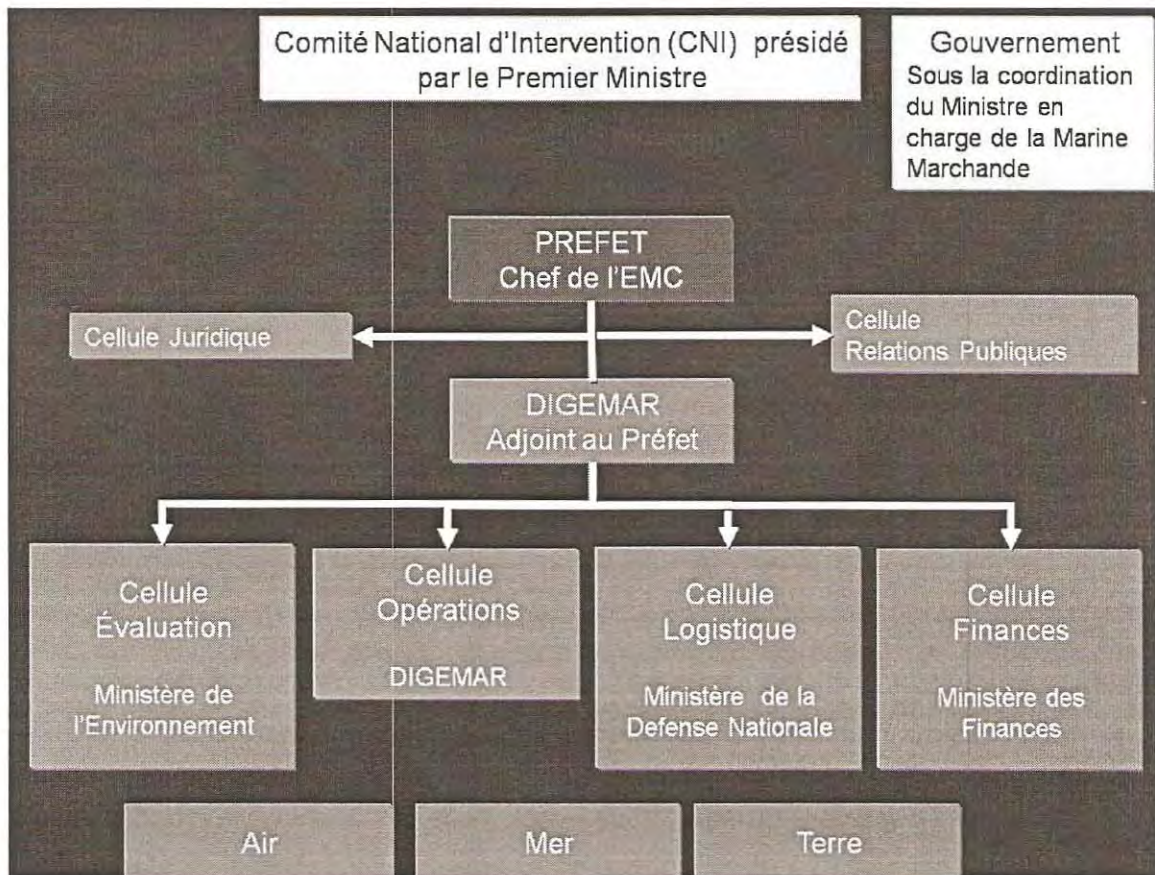 Comité National d'Intervention (CNI) présidé
par le Premier Ministre
Gouvernement
Sous la coordination
du Ministre en
charge de la Marine
Marchande
PREFET
Chef de l'EMC
Cellule Juridique
Cellule
Relations Publiques
DIGEMAR
Adjoint au Préfet
Cellule
Évaluation
Ministère de
l'Environnement
Cellule
Opérations
DIGEMAR
Cellule
Logistique
Ministère de la
Defense Nationale
Cellule
Finances
Ministère des
Finances
Air
Mer
Terre